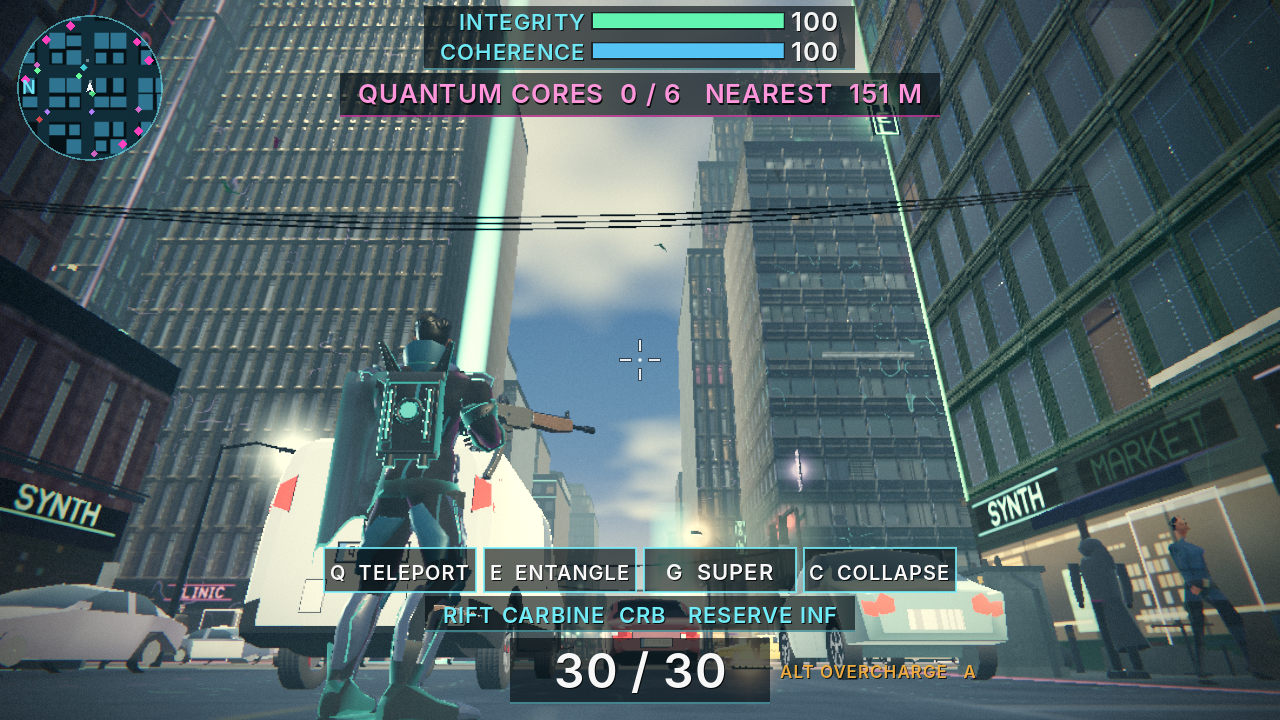 INTEGRITY 100
COHERENCE 100
QUANTUM CORES 0 / 6 NEAREST 151 M
N
E
MARKET
SYNTH
SYNTH
LINIC
Q TELEPORT
E ENTANGLE
G SUPER
C COLLAPSE
RIFT CARBINE CRB RESERVE INF
30 / 30
ALT OVERCHARGE A